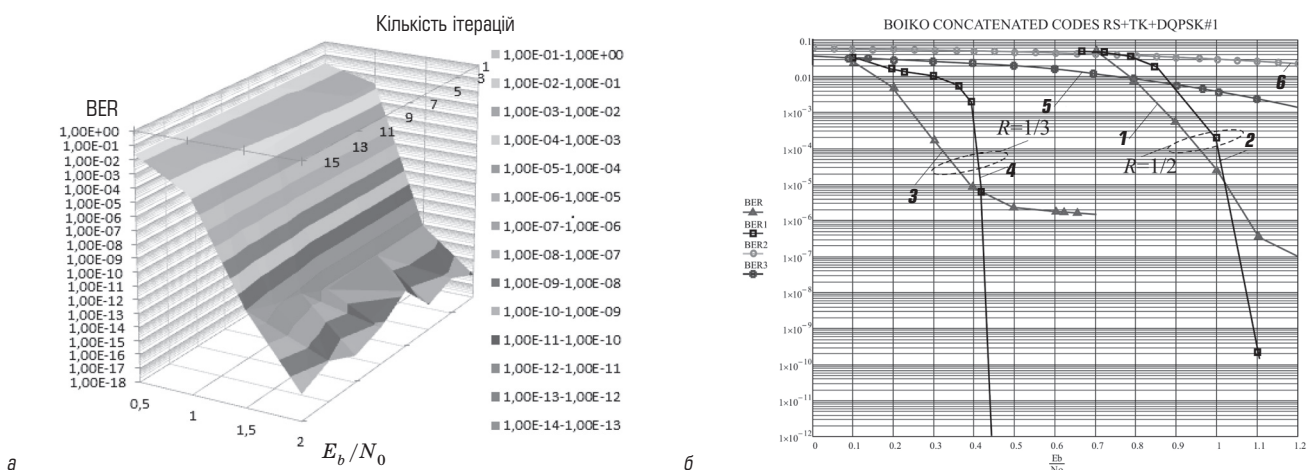 Кількість ітерацій
BER
1,00E+00
1,00E-01
1,00E-02
1,00E-03
1,00E-04
1,00E-05
1,00E-06
1,00E-07
1,00E-08
1,00E-09
1,00E-10
1,00E-11
1,00E-12
1,00E-13
1,00E-14
1,00E-15
1,00E-16
1,00E-17
1,00E-18
1
3
5
7
9
11
13
15
0,5
1
1,5
2
E_b/N_0
1,00E-01-1,00E+00
1,00E-02-1,00E-01
1,00E-03-1,00E-02
1,00E-04-1,00E-03
1,00E-05-1,00E-04
1,00E-06-1,00E-05
1,00E-07-1,00E-06
1,00E-08-1,00E-07
1,00E-09-1,00E-08
1,00E-10-1,00E-09
1,00E-11-1,00E-10
1,00E-12-1,00E-11
1,00E-13-1,00E-12
1,00E-14-1,00E-13
а
BOIKO CONCATENATED CODES RS+TK+DQPSK#1
0.1
0.01
1×10⁻³
1×10⁻⁴
1×10⁻⁵
1×10⁻⁶
1×10⁻⁷
1×10⁻⁸
1×10⁻⁹
1×10⁻¹⁰
1×10⁻¹¹
1×10⁻¹²
BER
BER1
BER2
BER3
6
5
R=1/3
1
2
R=1/2
3
4
0 0.1 0.2 0.3 0.4 0.5 0.6 0.7 0.8 0.9 1.0 1.1 1.2
Eb
No
б